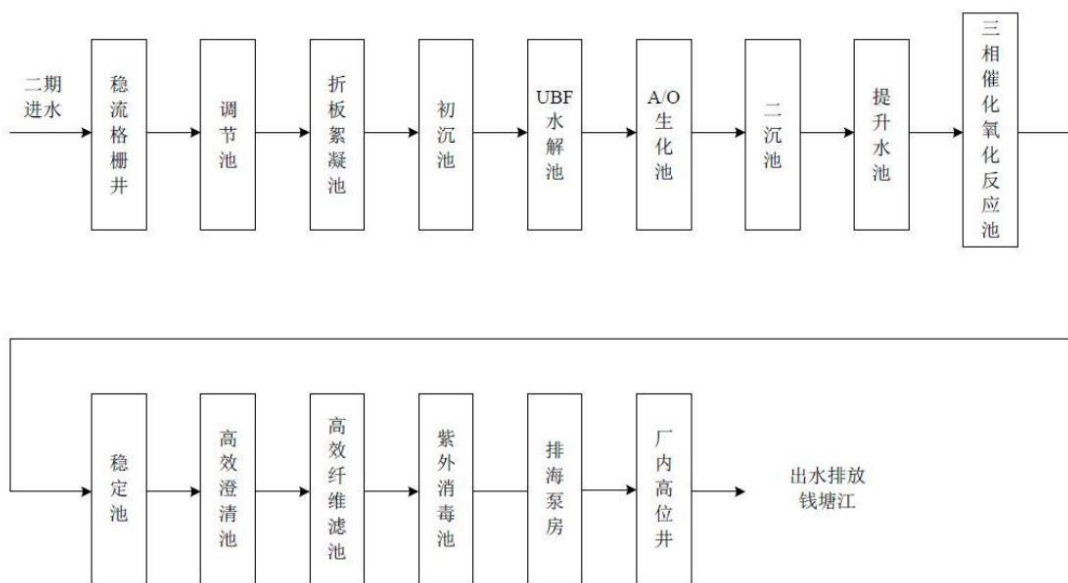 二期
进水
稳流格栅井
调节池
折板絮凝池
初沉池
UBF
水解池
A/O
生化池
二沉池
提升水池
三相催化氧化反应池
稳定池
高效澄清池
高效纤维滤池
紫外消毒池
排海泵房
厂内高位井
出水排放
钱塘江